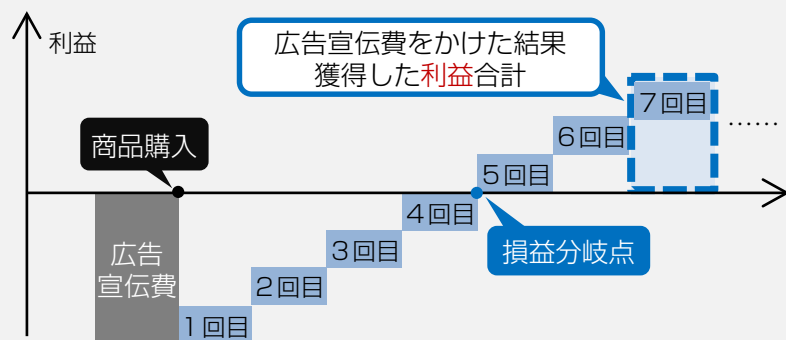 利益
広告宣伝費をかけた結果
獲得した利益合計
7回目
……
6回目
商品購入
5回目
4回目
損益分岐点
3回目
広告
宣伝費
2回目
1回目